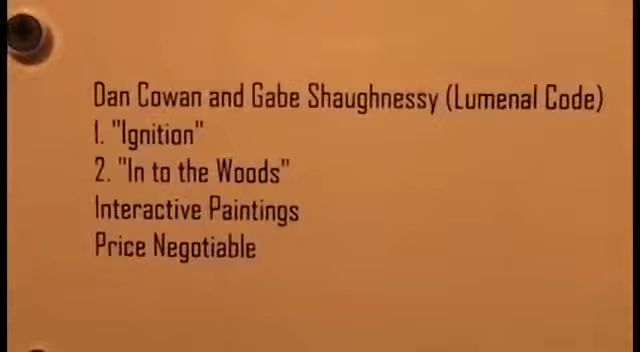 Dan Cowan and Gabe Shaughnessy (Lumenal Code)
1. "Ignition"
2. "In to the Woods"
Interactive Paintings
Price Negotiable